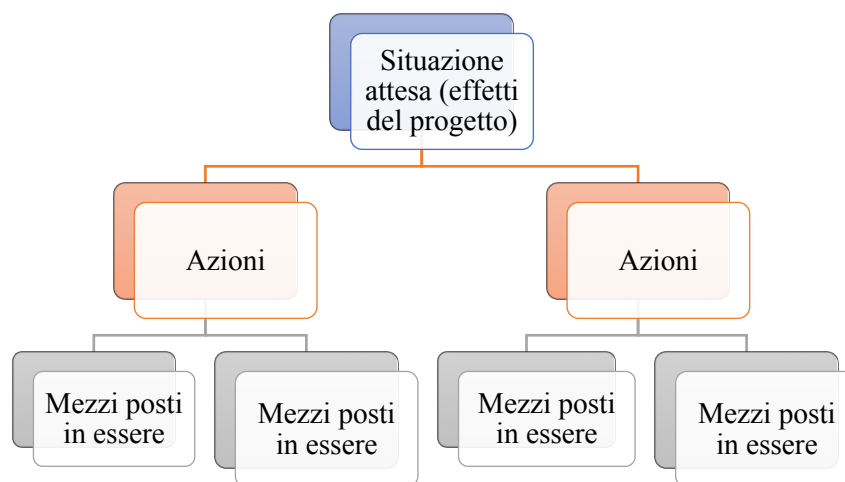 Situazione
attesa (effetti
del progetto)
Azioni
Azioni
Mezzi posti
in essere
Mezzi posti
in essere
Mezzi posti
in essere
Mezzi posti
in essere